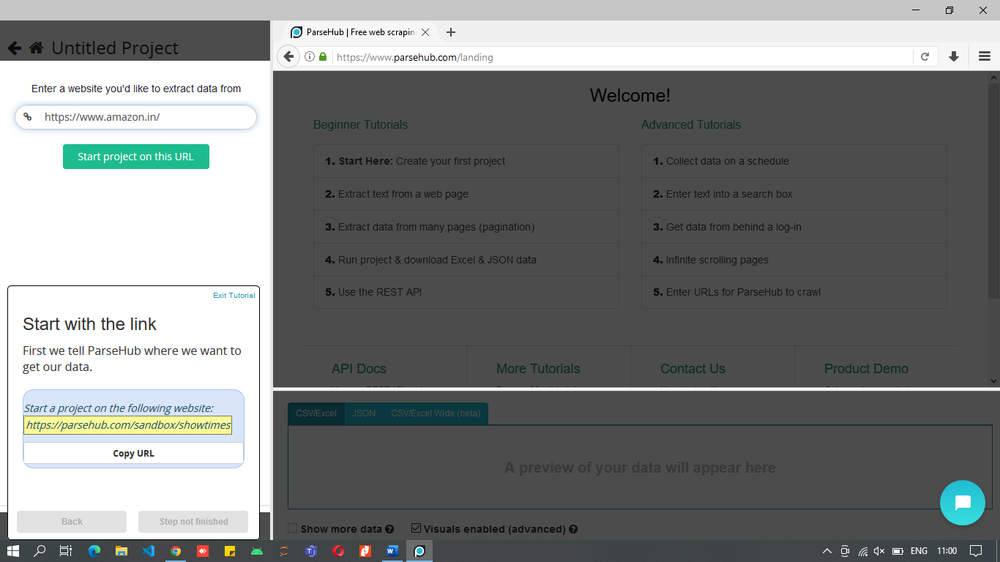 Untitled Project
Enter a website you'd like to extract data from
https://www.amazon.in/
Start project on this URL
Exit Tutorial
Start with the link
First we tell ParseHub where we want to
get our data.
Start a project on the following website:
https://parsehub.com/sandbox/showtimes
Copy URL
Back
Step not finished
ParseHub | Free web scrapin
https://www.parsehub.com/landing
Welcome!
Beginner Tutorials
1. Start Here: Create your first project
2. Extract text from a web page
3. Extract data from many pages (pagination)
4. Run project & download Excel & JSON data
5. Use the REST API
Advanced Tutorials
1. Collect data on a schedule
2. Enter text into a search box
3. Get data from behind a log-in
4. Infinite scrolling pages
5. Enter URLs for ParseHub to crawl
API Docs
More Tutorials
Contact Us
Product Demo
CSV/Excel
JSON
CSV/Excel Wide (beta)
A preview of your data will appear here
Show more data
Visuals enabled (advanced)
ENG
11:00